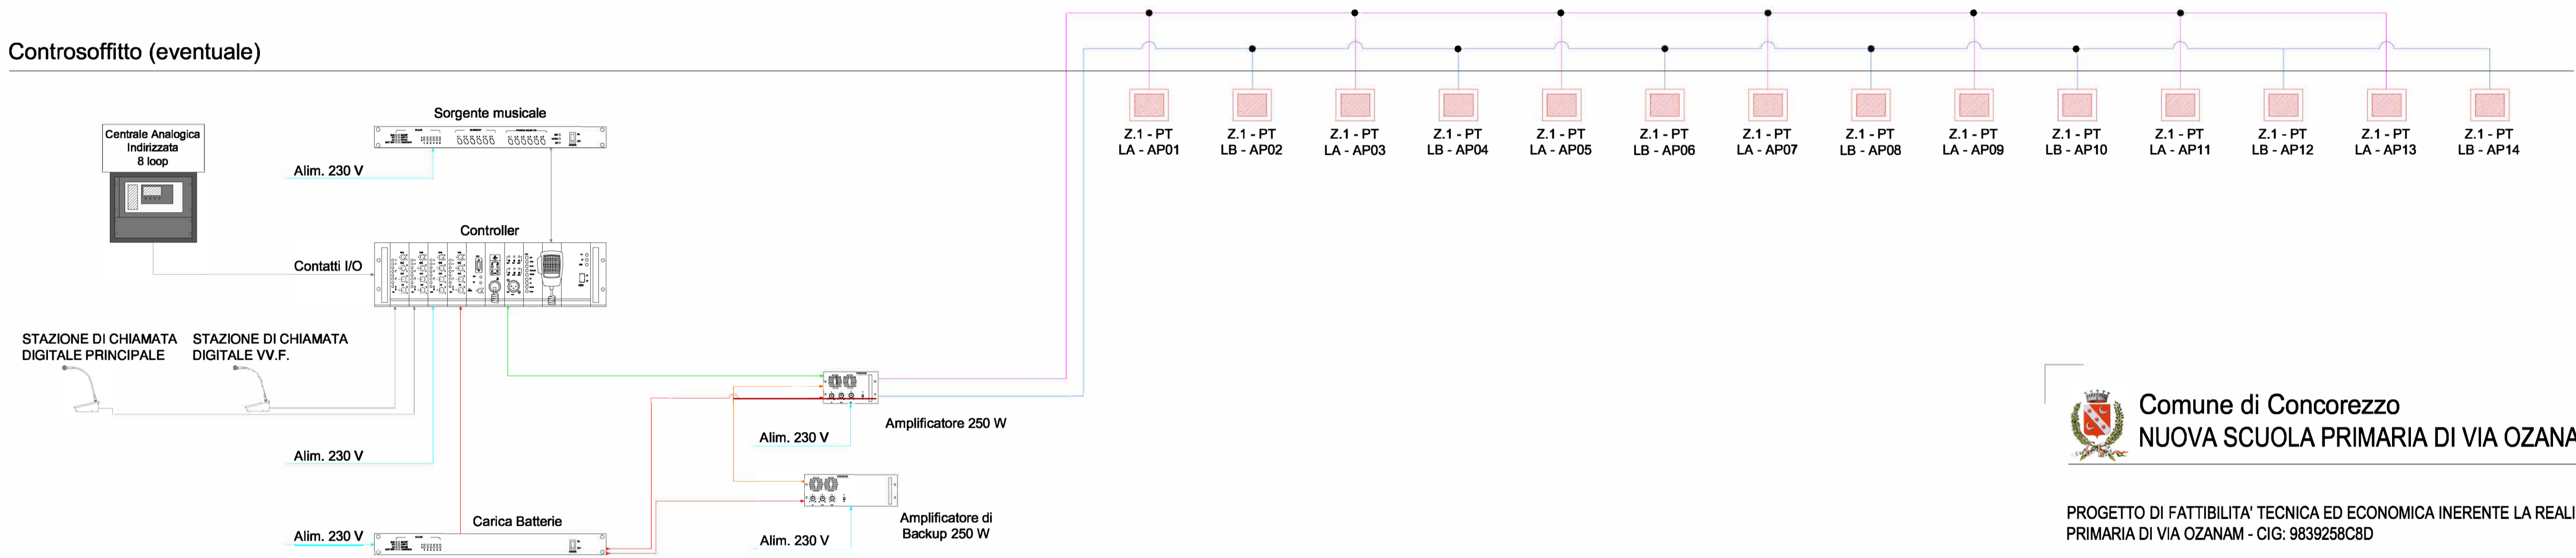 Controsoffitto (eventuale)
Centrale Analogica
Indirizzata
8 loop
Sorgente musicale
Alim. 230 V
Controller
Contatti I/O
STAZIONE DI CHIAMATA
DIGITALE PRINCIPALE
STAZIONE DI CHIAMATA
DIGITALE VV.F.
Alim. 230 V
Carica Batterie
Alim. 230 V
Amplificatore 250 W
Alim. 230 V
Amplificatore di
Backup 250 W
Alim. 230 V
Z.1 - PT
LA - AP01
Z.1 - PT
LB - AP02
Z.1 - PT
LA - AP03
Z.1 - PT
LB - AP04
Z.1 - PT
LA - AP05
Z.1 - PT
LB - AP06
Z.1 - PT
LA - AP07
Z.1 - PT
LB - AP08
Z.1 - PT
LA - AP09
Z.1 - PT
LB - AP10
Z.1 - PT
LA - AP11
Z.1 - PT
LB - AP12
Z.1 - PT
LA - AP13
Z.1 - PT
LB - AP14
Comune di Concorezzo
NUOVA SCUOLA PRIMARIA DI VIA OZANA
PROGETTO DI FATTIBILITA' TECNICA ED ECONOMICA INERENTE LA REALI
PRIMARIA DI VIA OZANAM - CIG: 9839258C8D